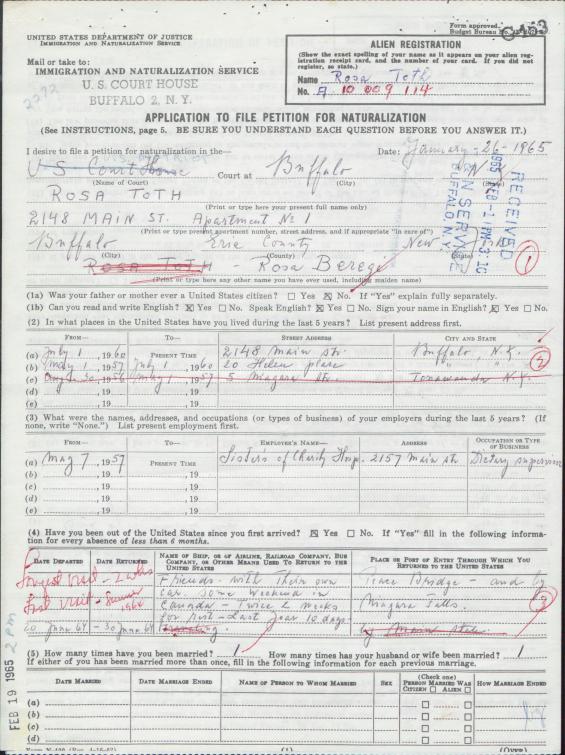 Form approved.
Budget Bureau No.
UNITED STATES DEPARTMENT OF JUSTICE
IMMIGRATION AND NATURALIZATION SERVICE
Mail or take to:
IMMIGRATION AND NATURALIZATION SERVICE
U. S. COURT HOUSE
BUFFALO 2, N. Y.
ALIEN REGISTRATION
(Show the exact spelling of your name as it appears on your alien reg-
istration receipt card, and the number of your card. If you did not
register, so state.)
Name Rosa Toth
No. A 10 009 114
APPLICATION TO FILE PETITION FOR NATURALIZATION
(See INSTRUCTIONS, page 5. BE SURE YOU UNDERSTAND EACH QUESTION BEFORE YOU ANSWER IT.)
I desire to file a petition for naturalization in the— Date: January-26-1965
U S Court House Court at Buffalo N.Y.
(Name of Court) (City)
ROSA TOTH
(Print or type here your present full name only)
2148 MAIN ST. Apartment № 1
(Print or type present apartment number, street address, and if appropriate "in care of")
Buffalo Erie County New York
(City) (State)
ROSA TOTH - Rosa Beregi
(Print or type here any other name you have ever used, including maiden name)
RECEIVED
1965 FEB -1 PM 3:10
BUFFALO, N.Y.
1
(1a) Was your father or mother ever a United States citizen? Yes No. If "Yes" explain fully separately.
(1b) Can you read and write English? Yes No. Speak English? Yes No. Sign your name in English? Yes No
(2) In what places in the United States have you lived during the last 5 years? List present address first.
FROM— TO— STREET ADDRESS CITY AND STATE
(a) July 1, 1960 PRESENT TIME 2148 main str. Buffalo, N.Y.
(b) May 1, 1957 July 1, 1960 20 Helen place " "
(c) Aug. 30, 1956 May 1, 1957 5 Niagara Str. Tonawanda N.Y.
(d) , 19 , 19
(e) , 19 , 19
2
(3) What were the names, addresses, and occupations (or types of business) of your employers during the last 5 years? (If
none, write "None.") List present employment first.
FROM— TO— EMPLOYER'S NAME— ADDRESS OCCUPATION OR TYPE OF BUSINESS
(a) May 7, 1957 PRESENT TIME Sisters of Charity Hosp. 2157 main str Dietary supervisor
(b) , 19 , 19
(c) , 19 , 19
(d) , 19 , 19
(e) , 19 , 19
(4) Have you been out of the United States since you first arrived? Yes No. If "Yes" fill in the following informa-
tion for every absence of less than 6 months.
DATE DEPARTED DATE RETURNED NAME OF SHIP, OR OF AIRLINE, RAILROAD COMPANY, BUS COMPANY, OR OTHER MEANS USED TO RETURN TO THE UNITED STATES PLACE OR PORT OF ENTRY THROUGH WHICH YOU RETURNED TO THE UNITED STATES
Longest visit - 2 wks Friends with their own Peace Bridge - and by
Last visit - Summer 1964 car some weekend in Niagara Falls.
Canada - Twice 2 weeks
20 June 64 - 30 June 64 for rest - Last year 10 days
3
(5) How many times have you been married? 1 How many times has your husband or wife been married? 1
If either of you has been married more than once, fill in the following information for each previous marriage.
DATE MARRIED DATE MARRIAGE ENDED NAME OF PERSON TO WHOM MARRIED SEX (Check one) PERSON MARRIED WAS CITIZEN ALIEN HOW MARRIAGE ENDED
(a)
(b)
(c)
(d)
FEB 19 1965 2 PM
(1) (OVER)